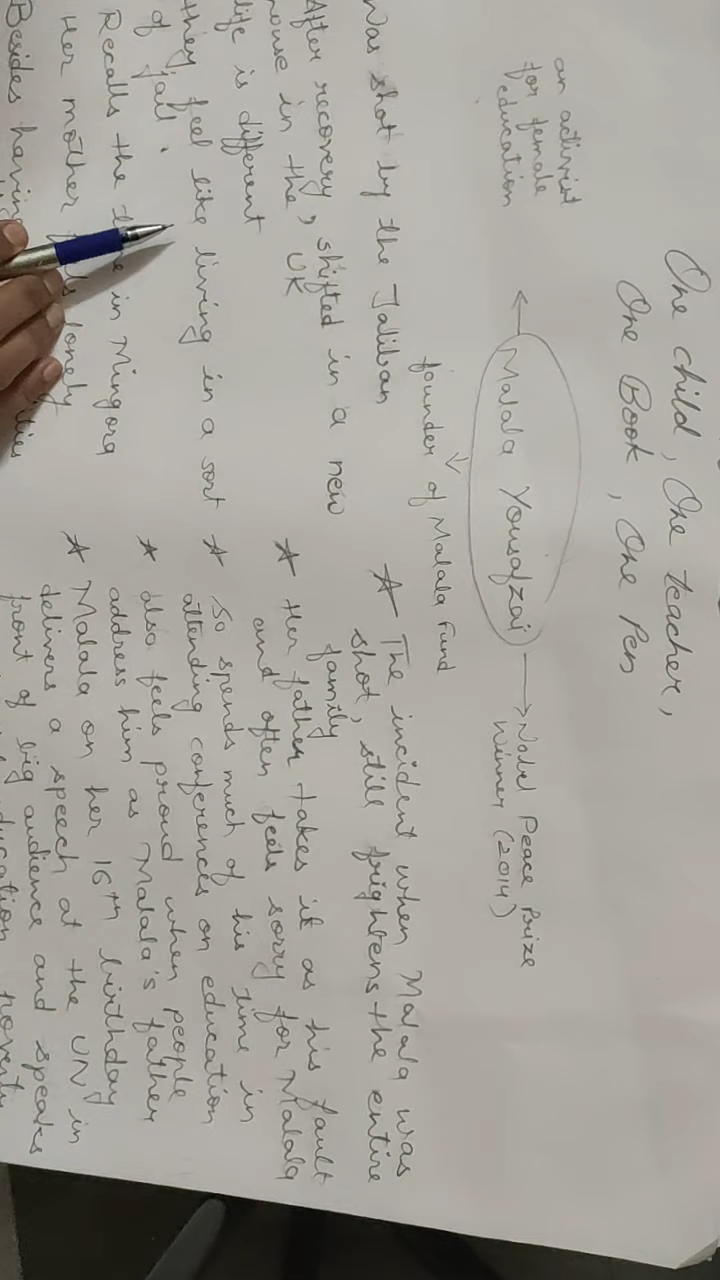 One child, One teacher,
One Book, One Pen
an activist
for female
education
Malala Yousafzai
Nobel Peace Prize
Winner (2014)
founder of Malala Fund
Was shot by the Taliban
After recovery, shifted in a new
house in the UK
life is different
they feel like living in a sort
of jail.
Recalls the in Mingora
Her mother lonely
Besides having
The incident when Malala was
shot, still frightens the entire
family
Her father takes it as his fault
and often feels sorry for Malala
So spends much of his time in
attending conferences on education
also feels proud when people
address him as Malala's father
Malala on her 16th birthday
delivers a speech at the UN in
front of big audience and speaks